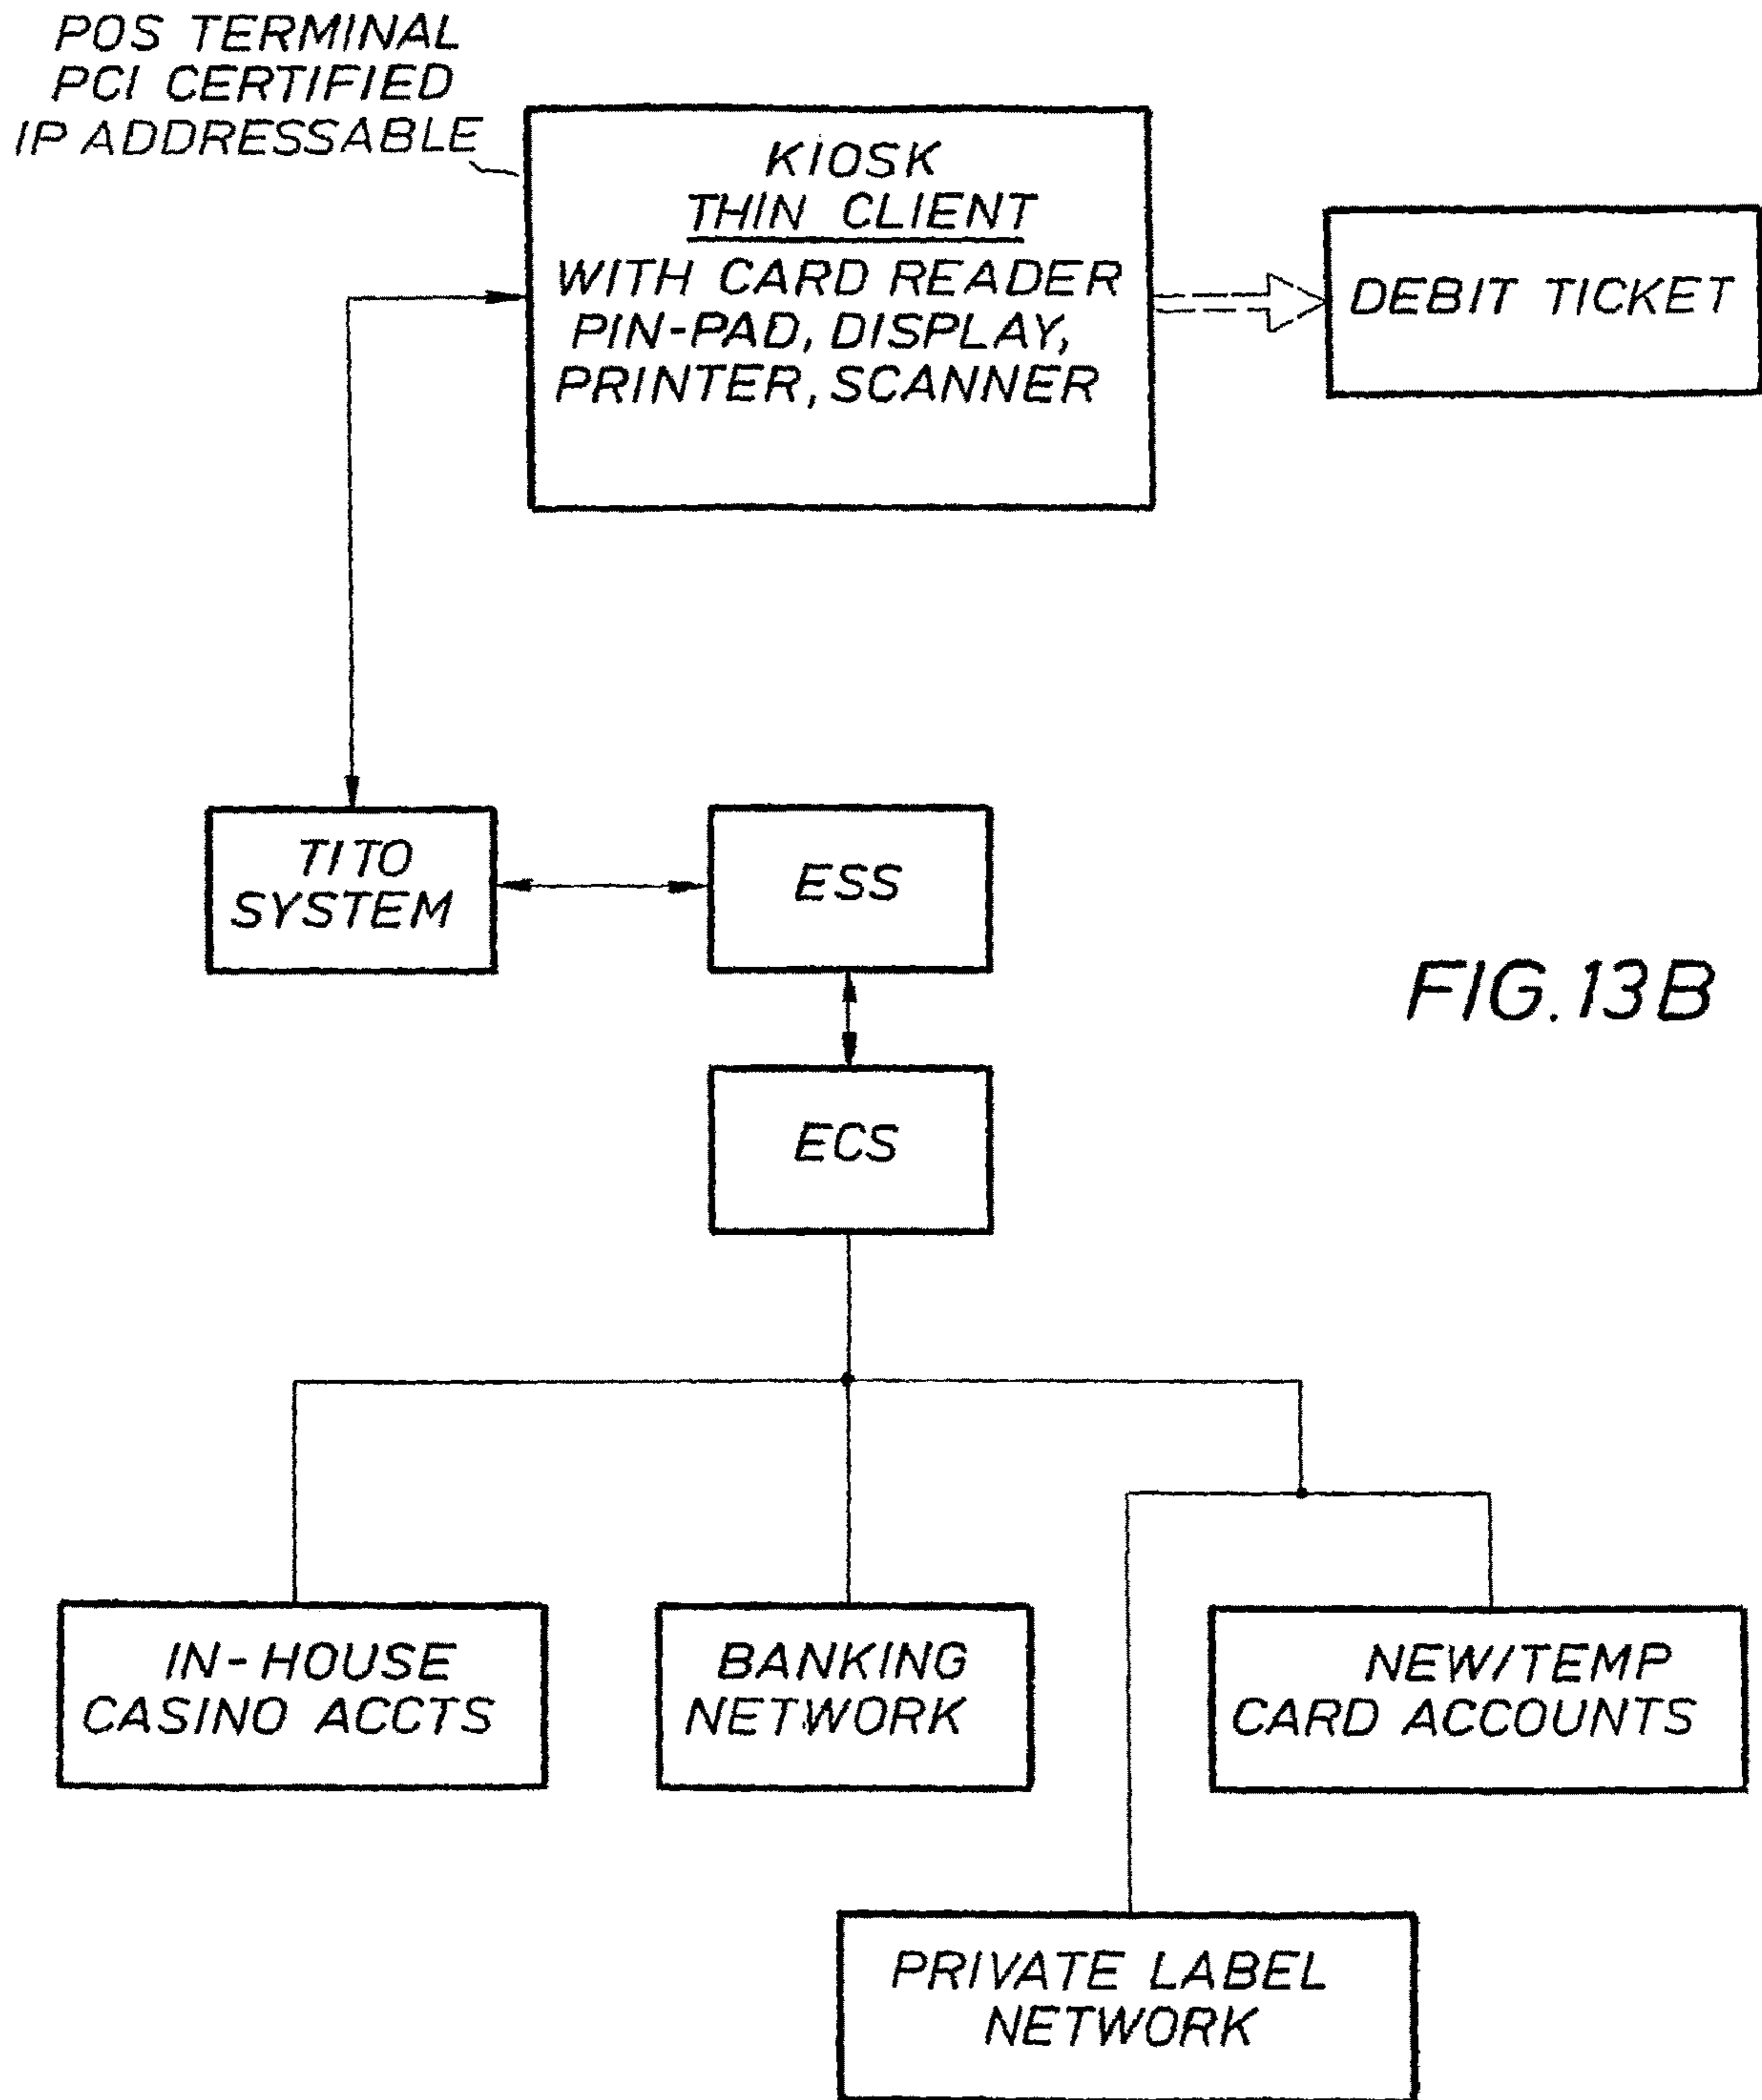 POS TERMINAL
PCI CERTIFIED
IP ADDRESSABLE
KIOSK
THIN CLIENT
WITH CARD READER
PIN-PAD, DISPLAY,
PRINTER, SCANNER
DEBIT TICKET
TITO
SYSTEM
ESS
FIG. 13B
ECS
IN-HOUSE
CASINO ACCTS
BANKING
NETWORK
NEW/TEMP
CARD ACCOUNTS
PRIVATE LABEL
NETWORK